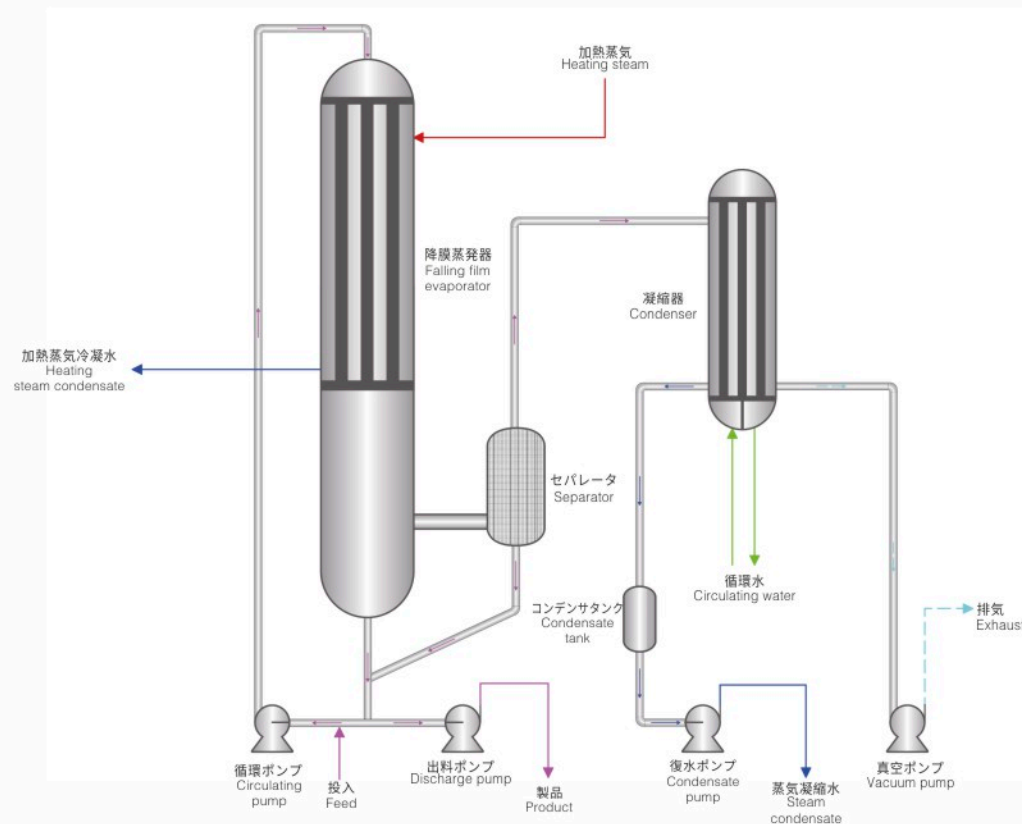 加熱蒸気
Heating steam
降膜蒸発器
Falling film
evaporator
凝縮器
Condenser
加熱蒸気冷凝水
Heating
steam condensate
セパレータ
Separator
循環水
Circulating water
コンデンサタンク
Condensate
tank
排気
Exhaust
循環ポンプ
Circulating
pump
投入
Feed
出料ポンプ
Discharge pump
製品
Product
復水ポンプ
Condensate
pump
蒸気凝縮水
Steam
condensate
真空ポンプ
Vacuum pump